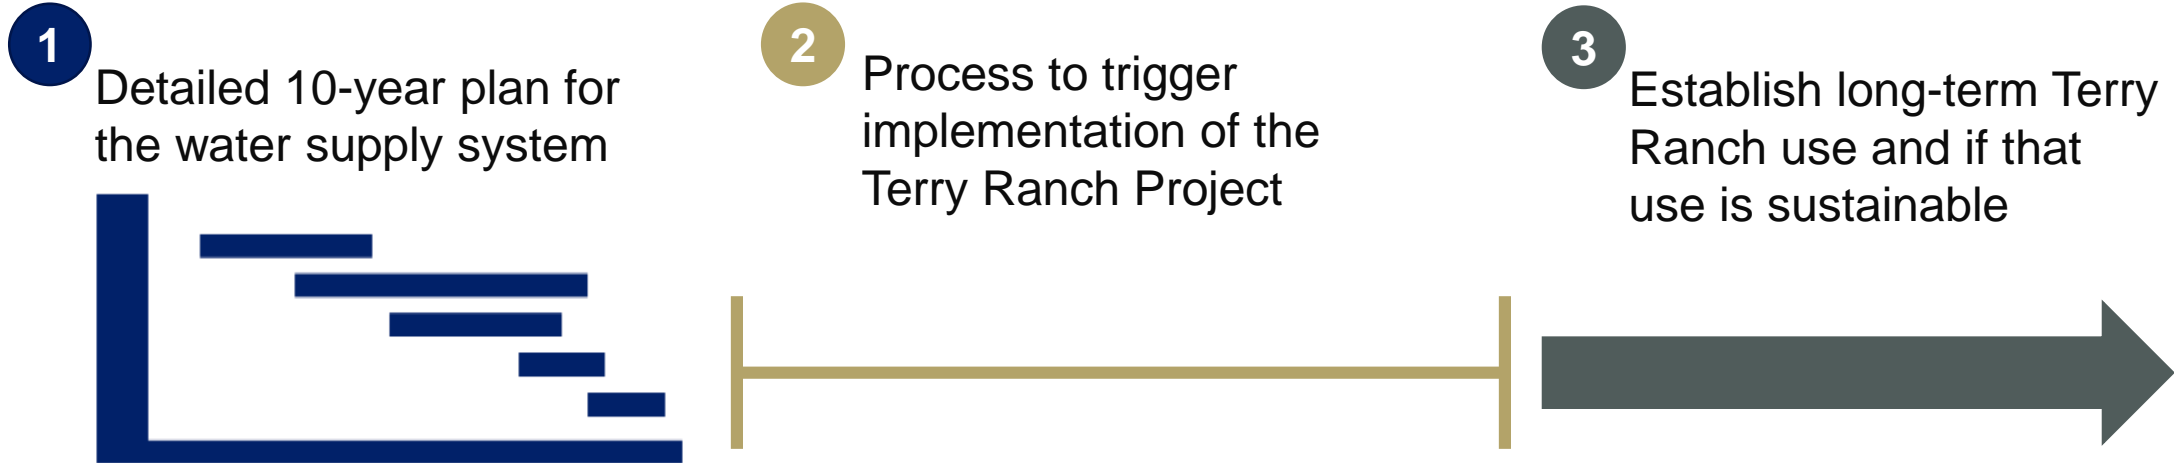 1
Detailed 10-year plan for
the water supply system
2
Process to trigger
implementation of the
Terry Ranch Project
3
Establish long-term Terry
Ranch use and if that
use is sustainable